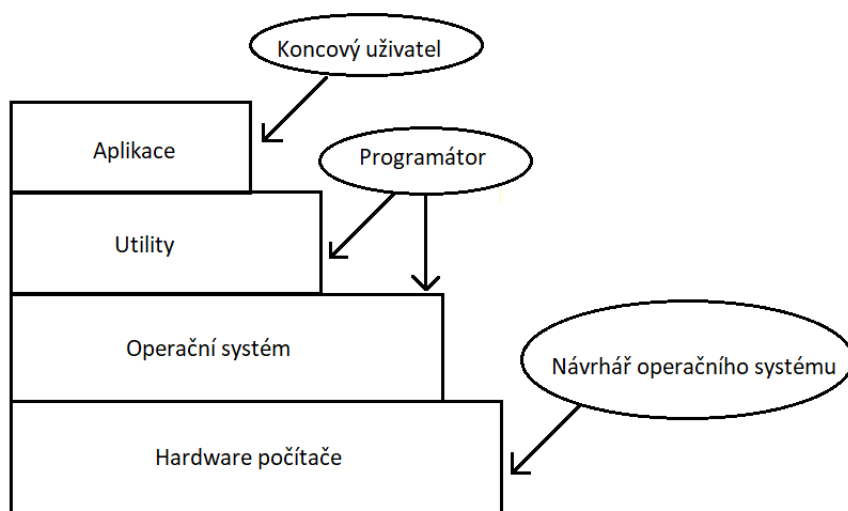 Koncový uživatel
Aplikace
Programátor
Utility
Operační systém
Návrhář operačního systému
Hardware počítače